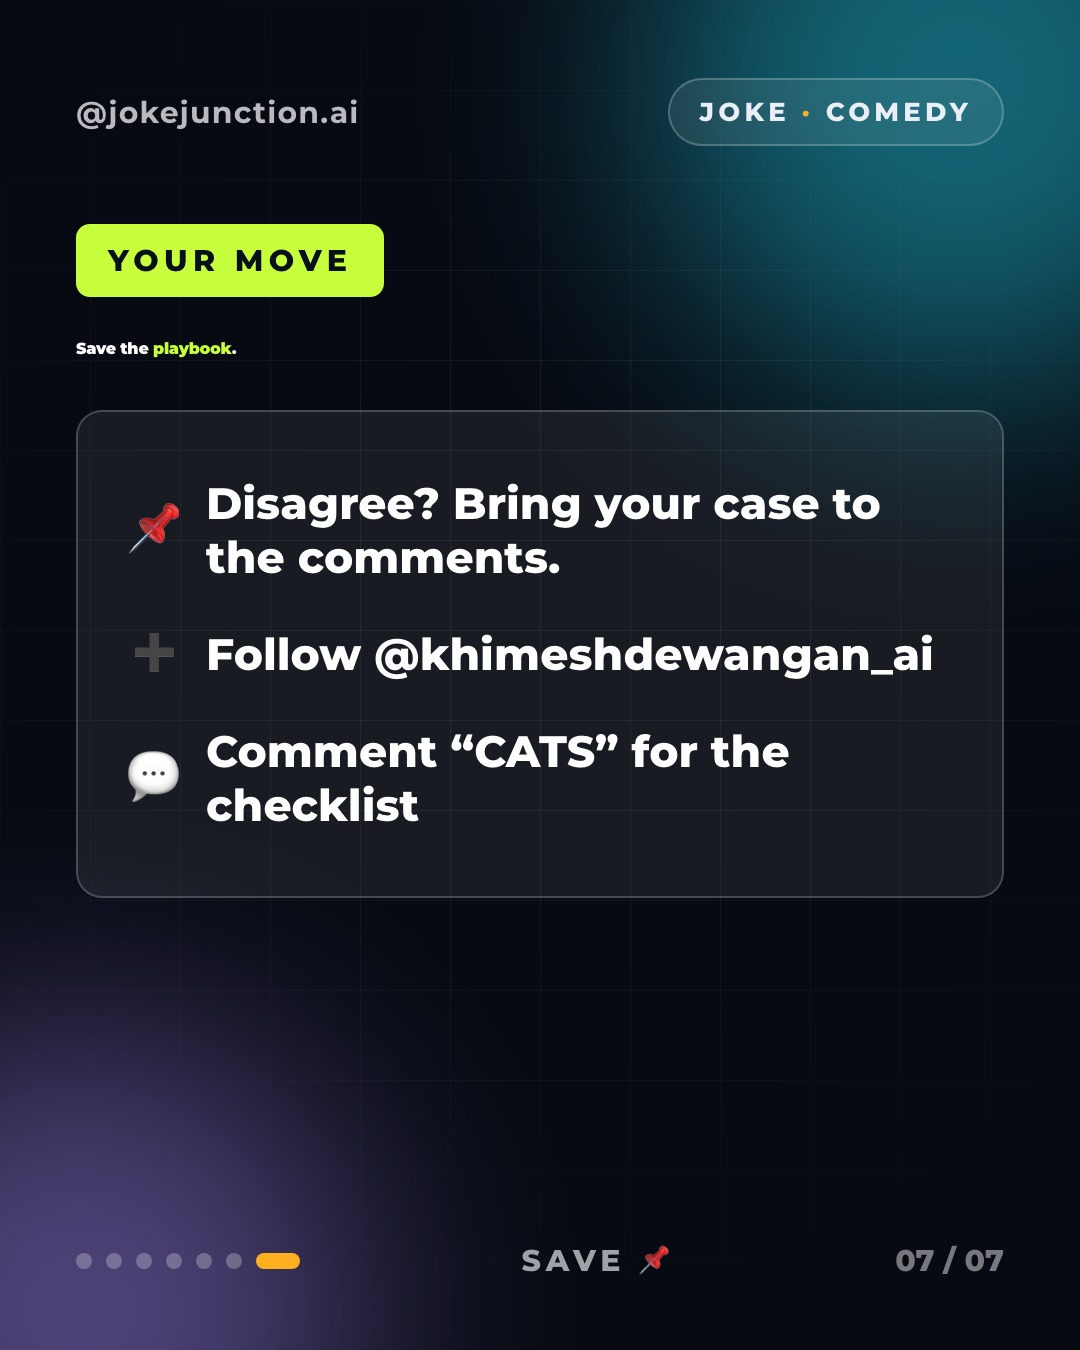 @jokejunction.ai
JOKE • COMEDY
YOUR MOVE
Save the playbook.
📌 Disagree? Bring your case to
the comments.
➕ Follow @khimeshdewangan_ai
💬 Comment “CATS” for the
checklist
SAVE 📌
07 / 07